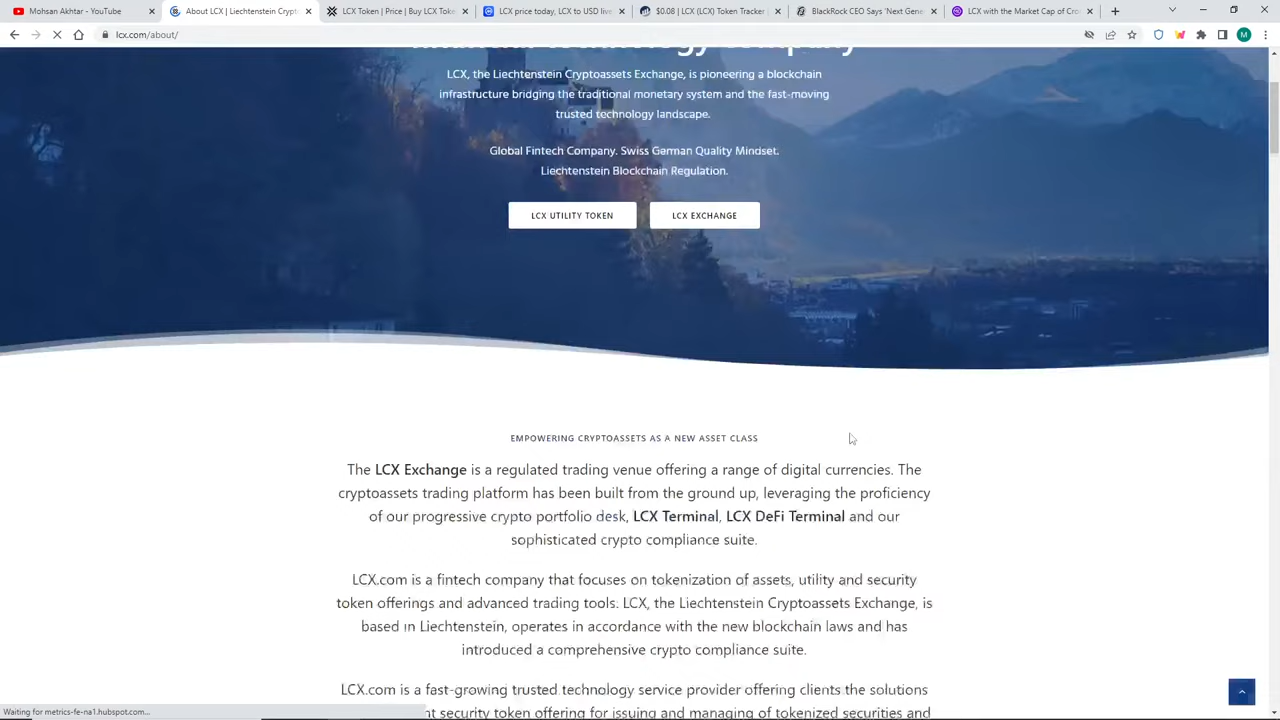 Mohsan Akhtar - YouTube
About LCX | Liechtenstein Crypt
LCX Token | Price | Buy LCX Toke
LCX price today, LCX to USD live
$0.08 | LCX (LCX) Token Tracker
BlackRock CEO Says 'Next Gene
LCX with the Market Cap of Cro
lcx.com/about/
M
financial technology company
LCX, the Liechtenstein Cryptoassets Exchange, is pioneering a blockchain
infrastructure bridging the traditional monetary system and the fast-moving
trusted technology landscape.
Global Fintech Company. Swiss German Quality Mindset.
Liechtenstein Blockchain Regulation.
LCX UTILITY TOKEN
LCX EXCHANGE
EMPOWERING CRYPTOASSETS AS A NEW ASSET CLASS
The LCX Exchange is a regulated trading venue offering a range of digital currencies. The
cryptoassets trading platform has been built from the ground up, leveraging the proficiency
of our progressive crypto portfolio desk, LCX Terminal, LCX DeFi Terminal and our
sophisticated crypto compliance suite.
LCX.com is a fintech company that focuses on tokenization of assets, utility and security
token offerings and advanced trading tools. LCX, the Liechtenstein Cryptoassets Exchange, is
based in Liechtenstein, operates in accordance with the new blockchain laws and has
introduced a comprehensive crypto compliance suite.
LCX.com is a fast-growing trusted technology service provider offering clients the solutions
security token offering for issuing and managing of tokenized securities and
Waiting for metrics-fe-na1.hubspot.com...